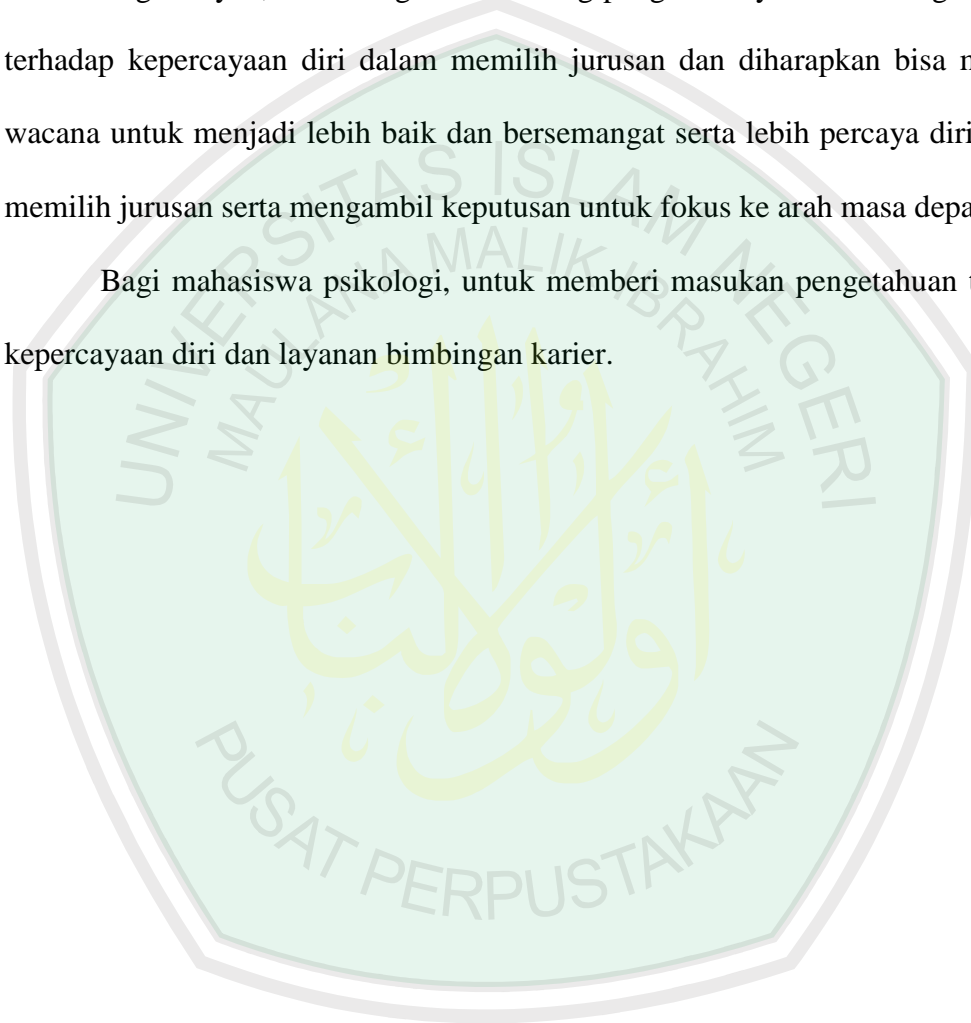 terhadap kepercayaan diri dalam memilih jurusan dan diharapkan bisa
wacana untuk menjadi lebih baik dan bersemangat serta lebih percaya diri
memilih jurusan serta mengambil keputusan untuk fokus ke arah masa
Bagi mahasiswa psikologi, untuk memberi masukan pengetahuan
kepercayaan diri dan layanan bimbingan karier.
UNIVERSITAS ISLAM NEGERI
MAULANA MALIK IBRAHIM
أولوا الألباب
PUSAT PERPUSTAKAAN